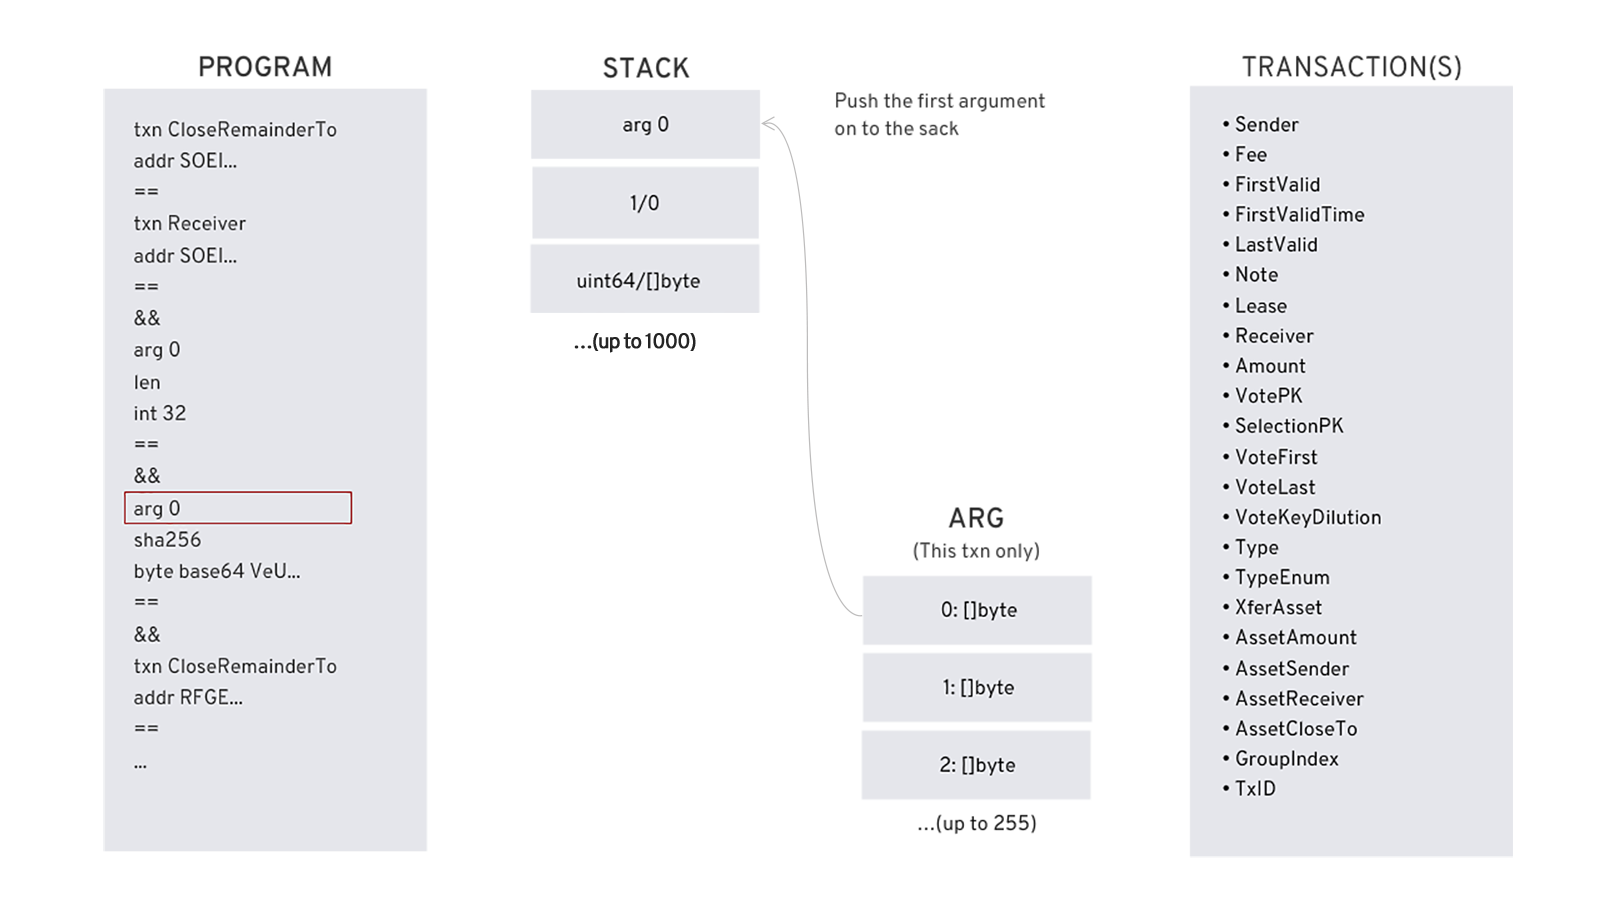 PROGRAM
txn CloseRemainderTo
addr SOEI...
==
txn Receiver
addr SOEI...
==
&&
arg 0
len
int 32
==
&&
arg 0
sha256
byte base64 VeU...
==
&&
txn CloseRemainderTo
addr RFGE...
==
...
STACK
arg 0
1/0
uint64/[]byte
...(up to 1000)
Push the first argument
on to the sack
ARG
(This txn only)
0: []byte
1: []byte
2: []byte
...(up to 255)
TRANSACTION(S)
• Sender
• Fee
• FirstValid
• FirstValidTime
• LastValid
• Note
• Lease
• Receiver
• Amount
• VotePK
• SelectionPK
• VoteFirst
• VoteLast
• VoteKeyDilution
• Type
• TypeEnum
• XferAsset
• AssetAmount
• AssetSender
• AssetReceiver
• AssetCloseTo
• GroupIndex
• TxID